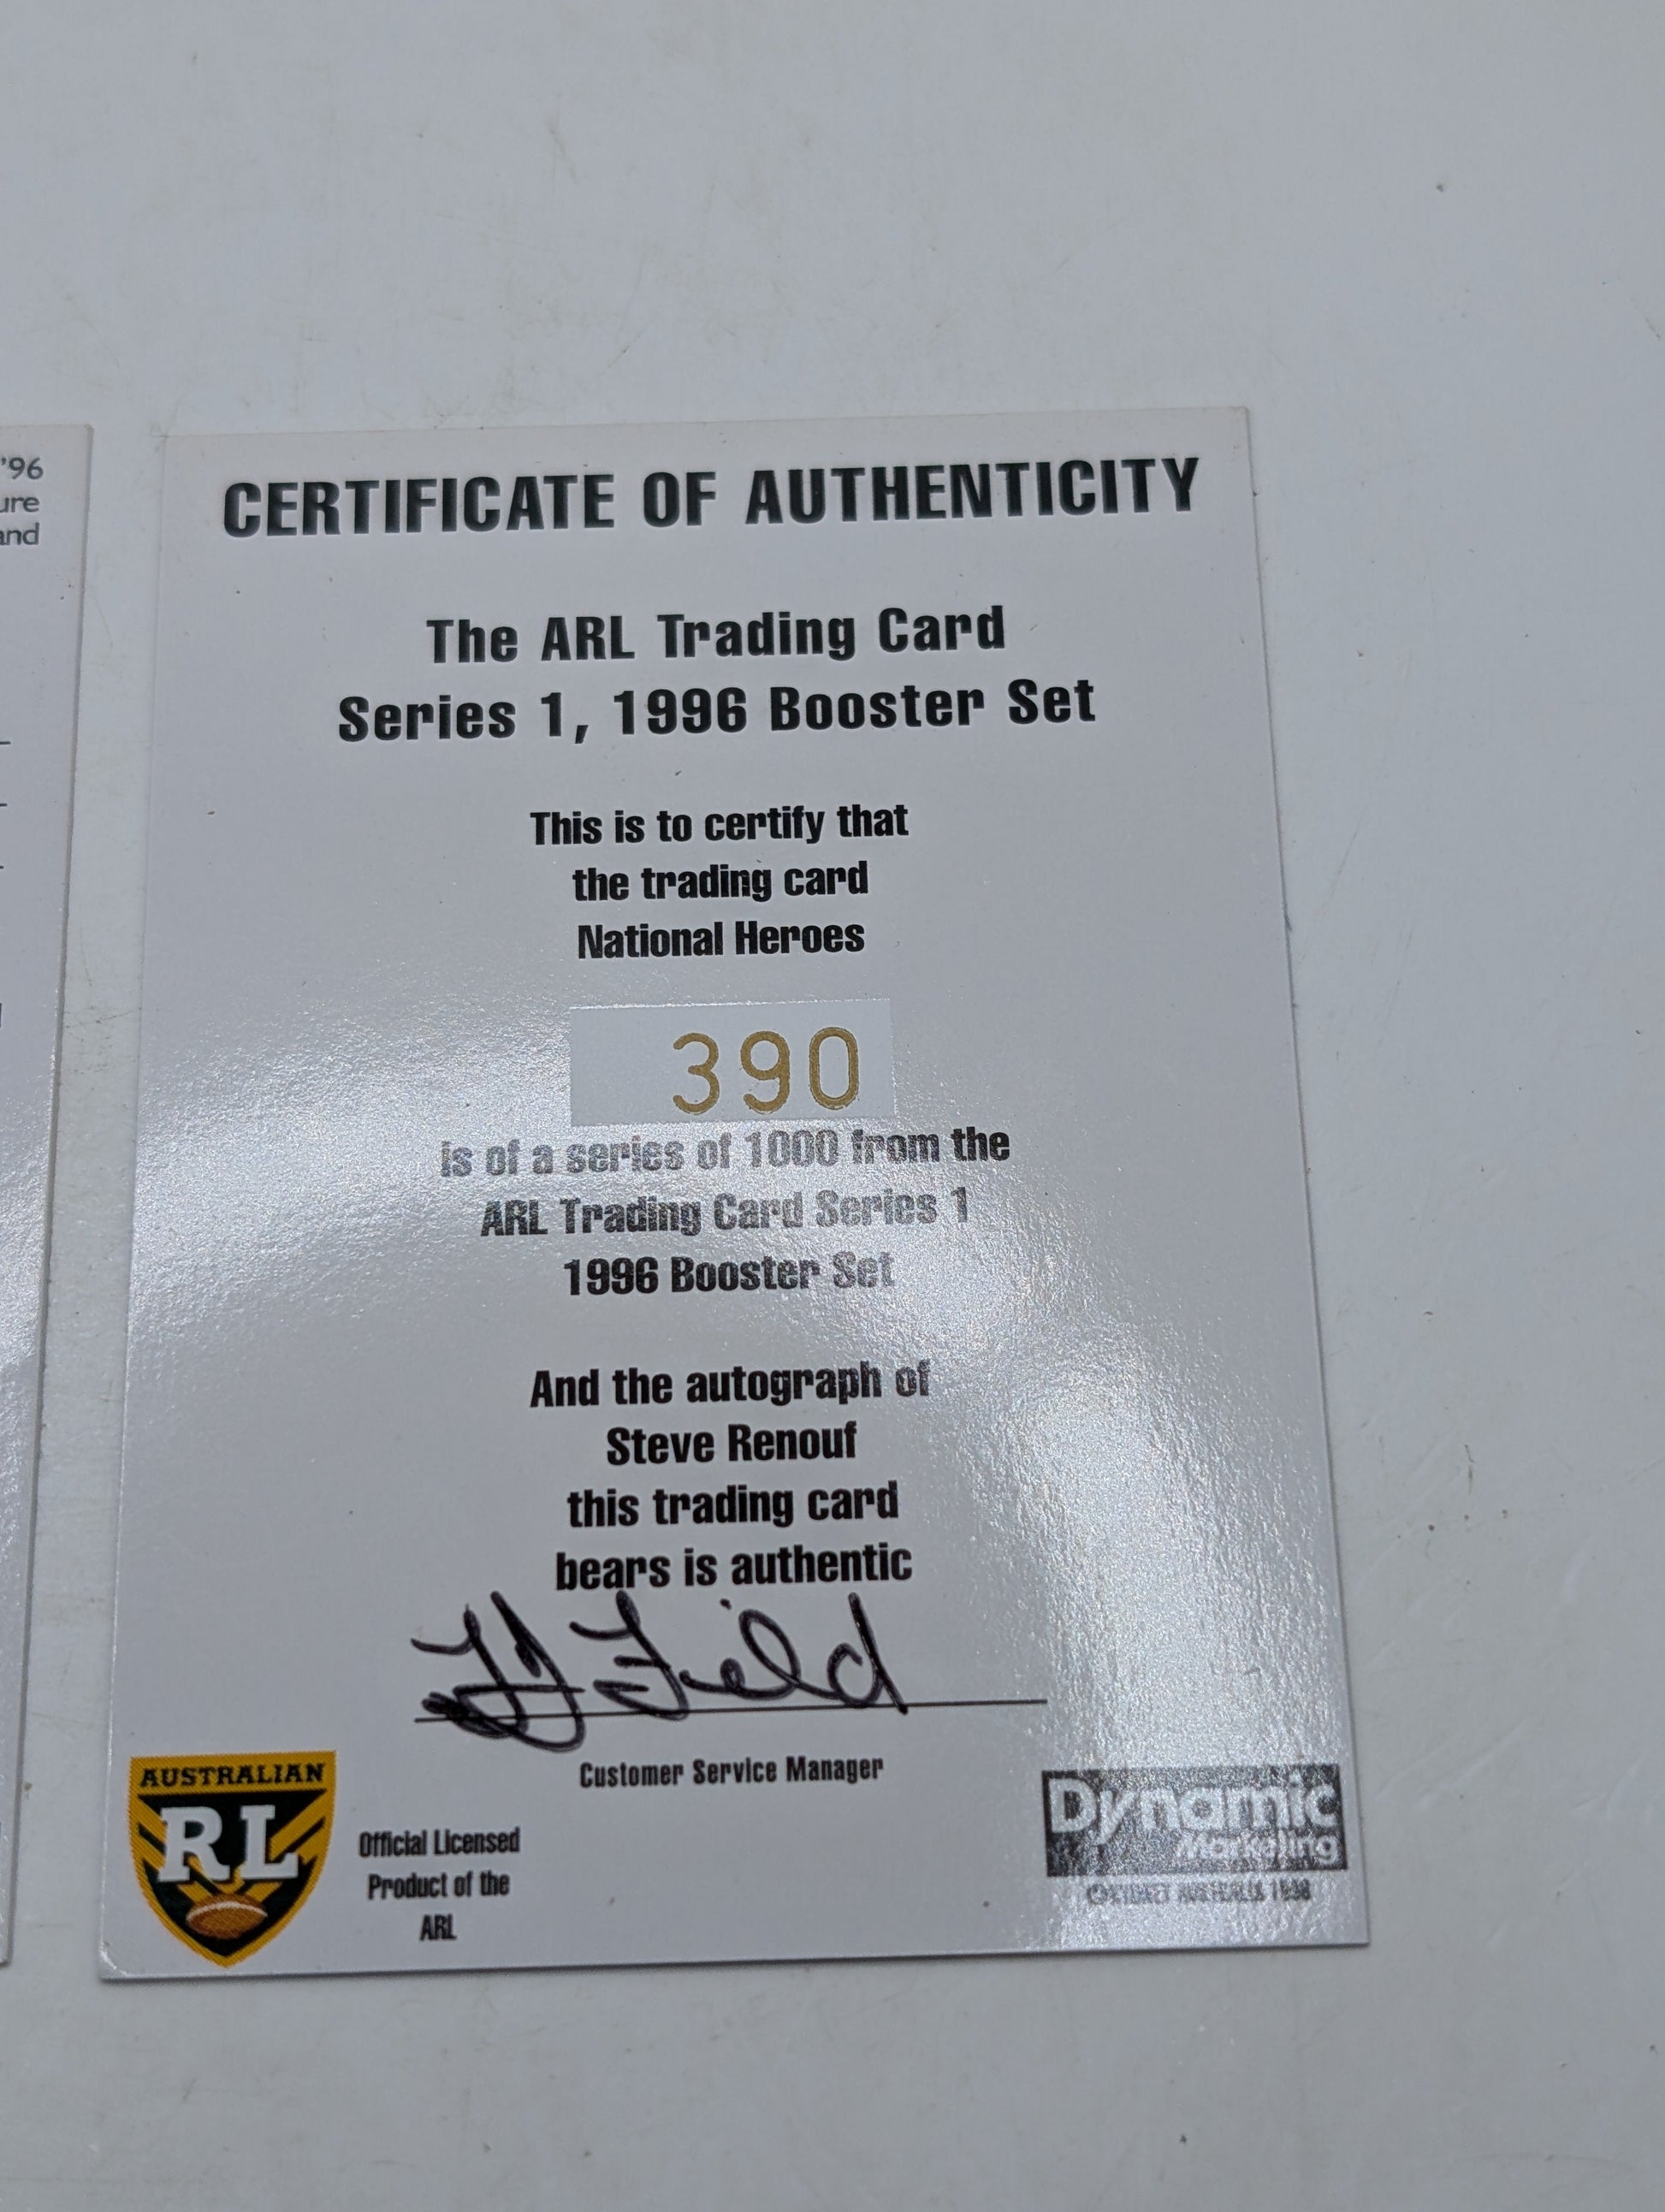 '96
CERTIFICATE OF AUTHENTICITY
The ARL Trading Card
Series 1, 1996 Booster Set
This is to certify that
the trading card
National Heroes
390
is of a series of 1000 from the
ARL Trading Card Series 1
1996 Booster Set
And the autograph of
Steve Renouf
this trading card
bears is authentic
Field
Customer Service Manager
AUSTRALIAN
RL
Official Licensed
Product of the
ARL
Dynamic
Marketing